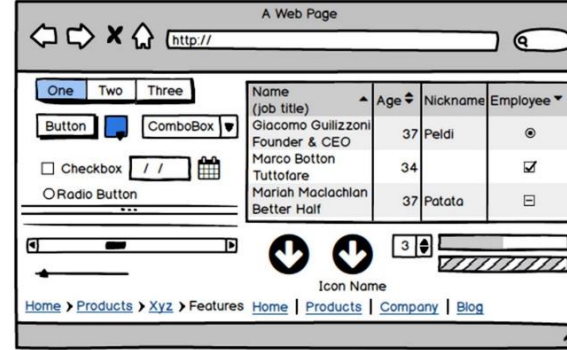 A Web Page
http://
One Two Three
Button ComboBox
Checkbox / /
Radio Button
Name (job title) Age Nickname Employee
Giacomo Guilizzoni
Founder & CEO 37 Peldi
Marco Botton
Tuttofare 34
Mariah Maclachlan
Better Half 37 Patata
3
Icon Name
Home > Products > Xyz > Features
Home | Products | Company | Blog